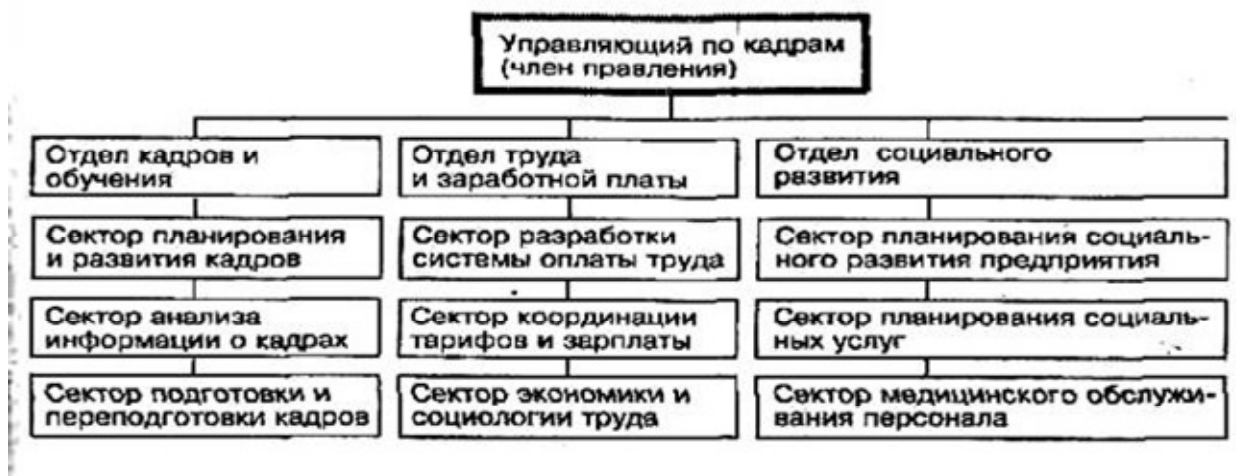 Управляющий по кадрам
(член правления)
Отдел кадров и
обучения
Отдел труда
и заработной платы
Отдел социального
развития
Сектор планирования
и развития кадров
Сектор разработки
системы оплаты труда
Сектор планирования социаль-
ного развития предприятия
Сектор анализа
информации о кадрах
Сектор координации
тарифов и зарплаты
Сектор планирования социаль-
ных услуг
Сектор подготовки и
переподготовки кадров
Сектор экономики и
социологии труда
Сектор медицинского обслужи-
вания персонала